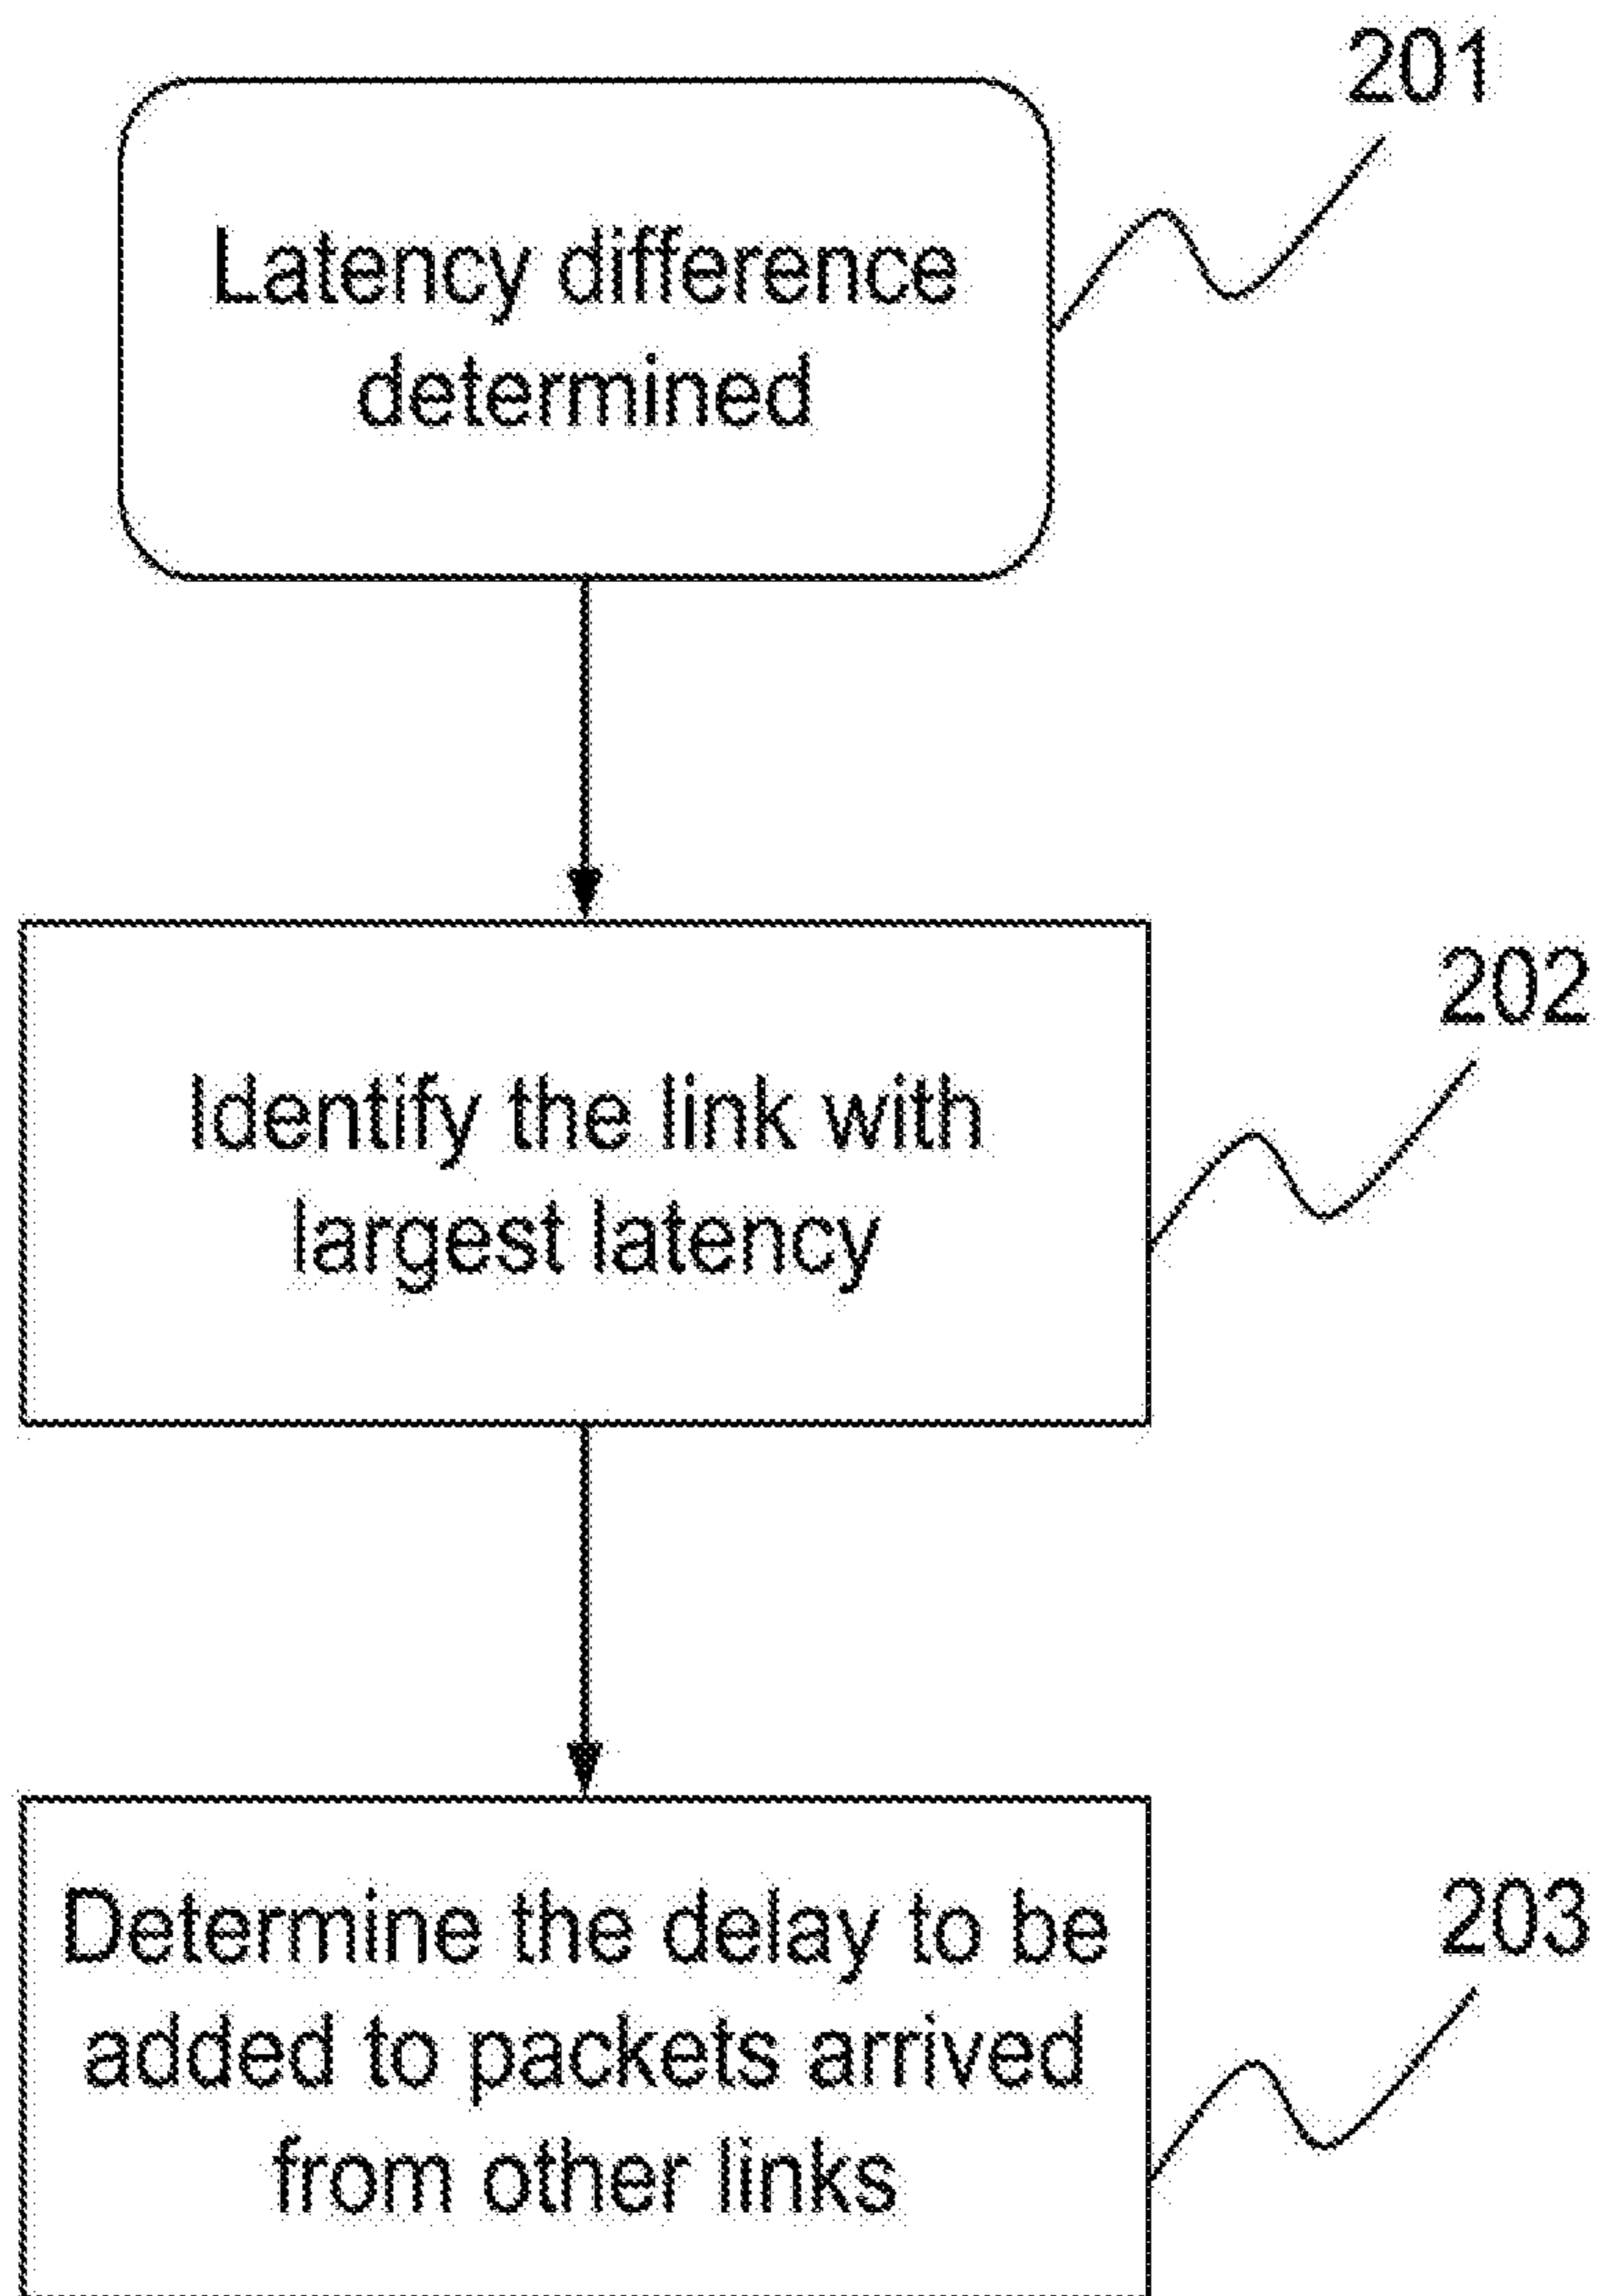 201
Latency difference
determined
202
Identify the link with
largest latency
203
Determine the delay to be
added to packets arrived
from other links